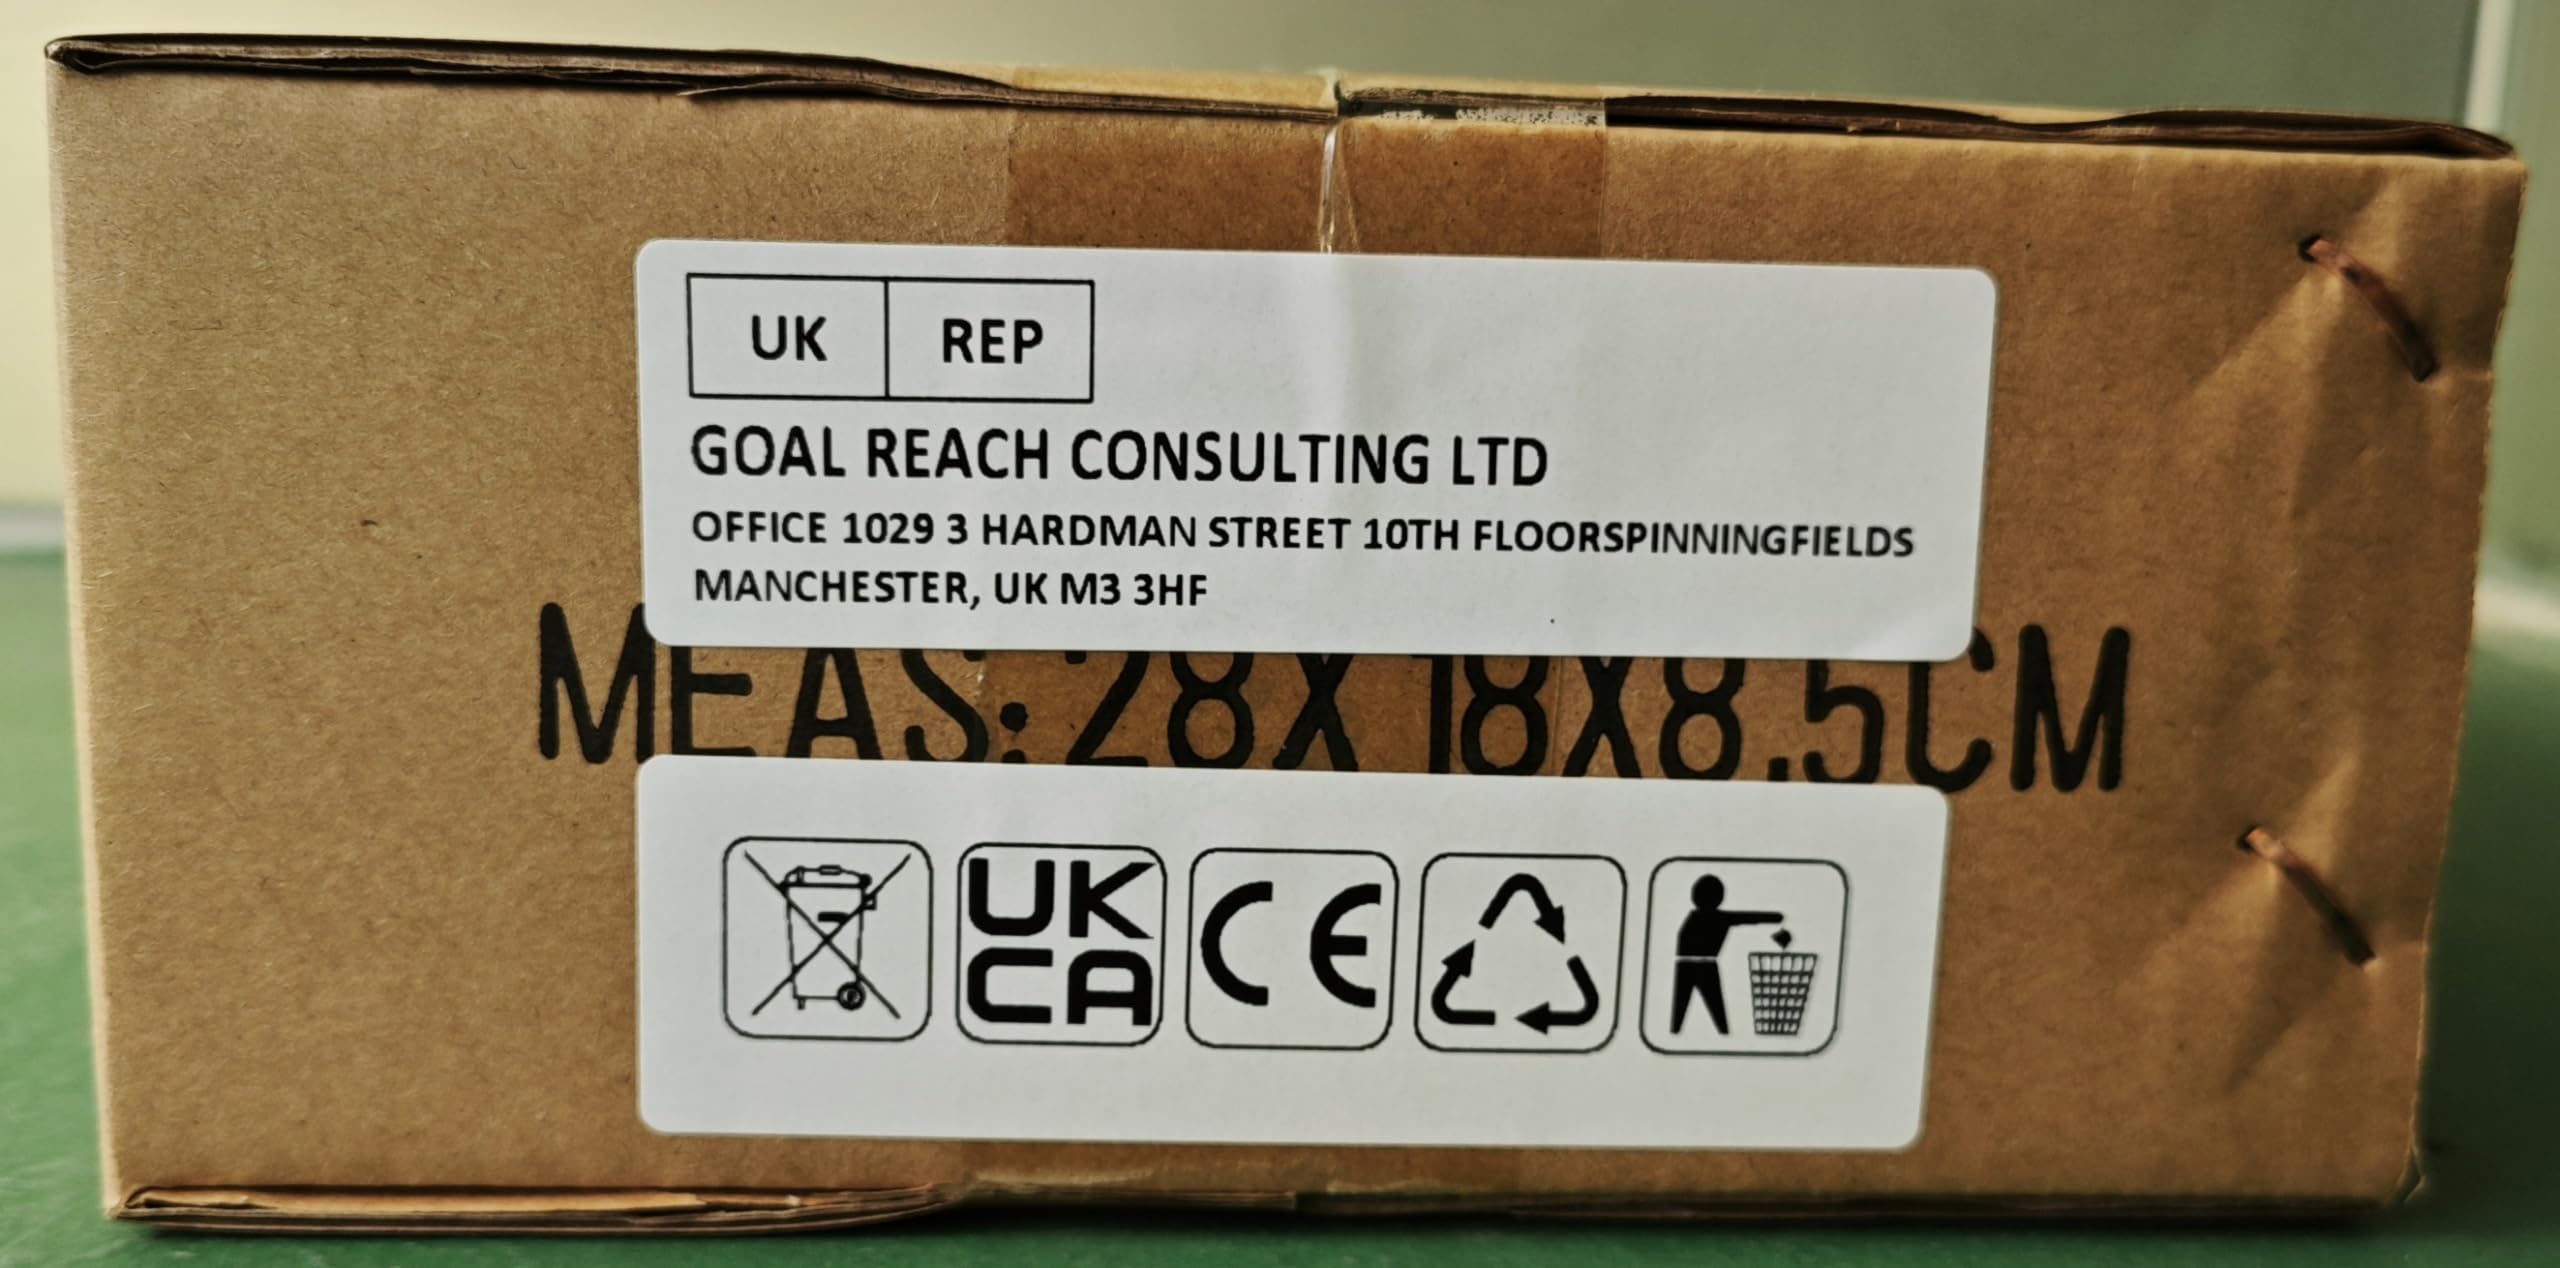 UK REP
GOAL REACH CONSULTING LTD
OFFICE 1029 3 HARDMAN STREET 10TH FLOORSPINNINGFIELDS
MANCHESTER, UK M3 3HF
MEAS: 28X18X8.5CM
UK
CA
CE